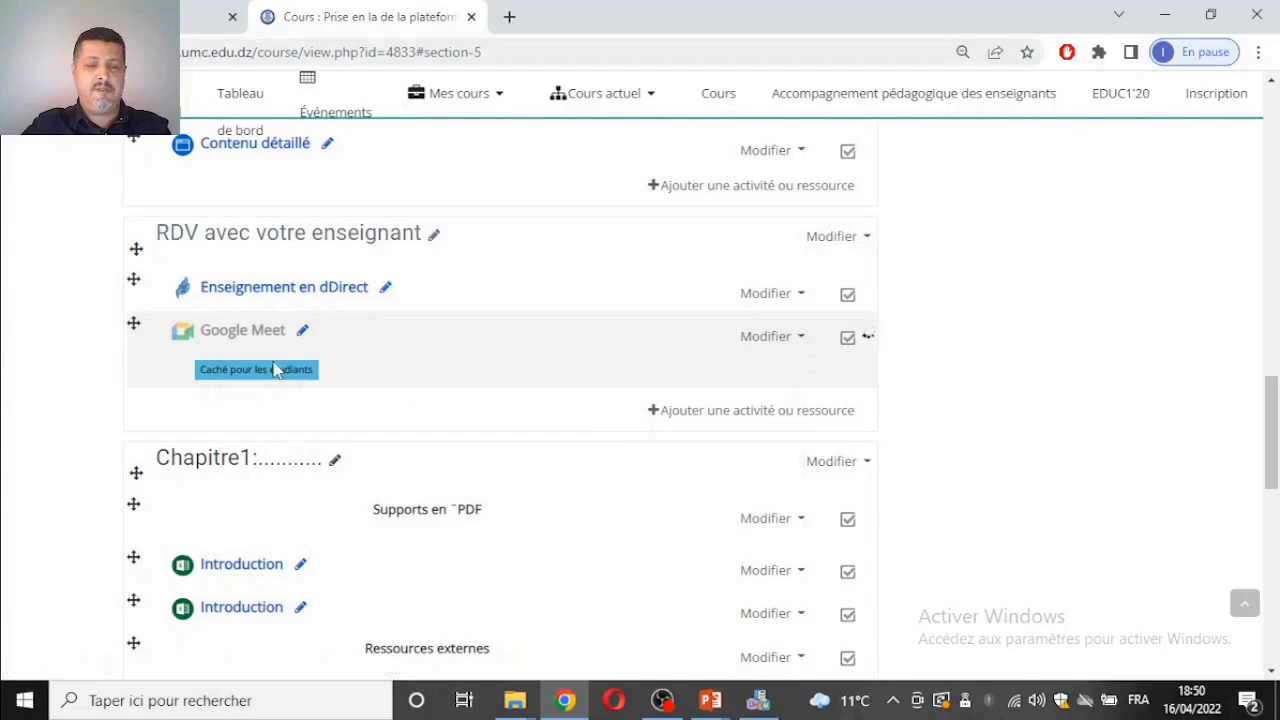 Cours : Prise en la de la plateform
umc.edu.dz/course/view.php?id=4833#section-5
En pause
Tableau de bord
Événements
Mes cours
Cours actuel
Cours
Accompagnement pédagogique des enseignants
EDUC1'20
Inscription
Contenu détaillé
Modifier
Ajouter une activité ou ressource
RDV avec votre enseignant
Modifier
Enseignement en dDirect
Modifier
Google Meet
Modifier
Caché pour les étudiants
Ajouter une activité ou ressource
Chapitre1:...........
Modifier
Supports en ¨PDF
Modifier
Introduction
Modifier
Introduction
Modifier
Ressources externes
Modifier
Activer Windows
Accédez aux paramètres pour activer Windows.
Taper ici pour rechercher
11°C
FRA
18:50
16/04/2022
2